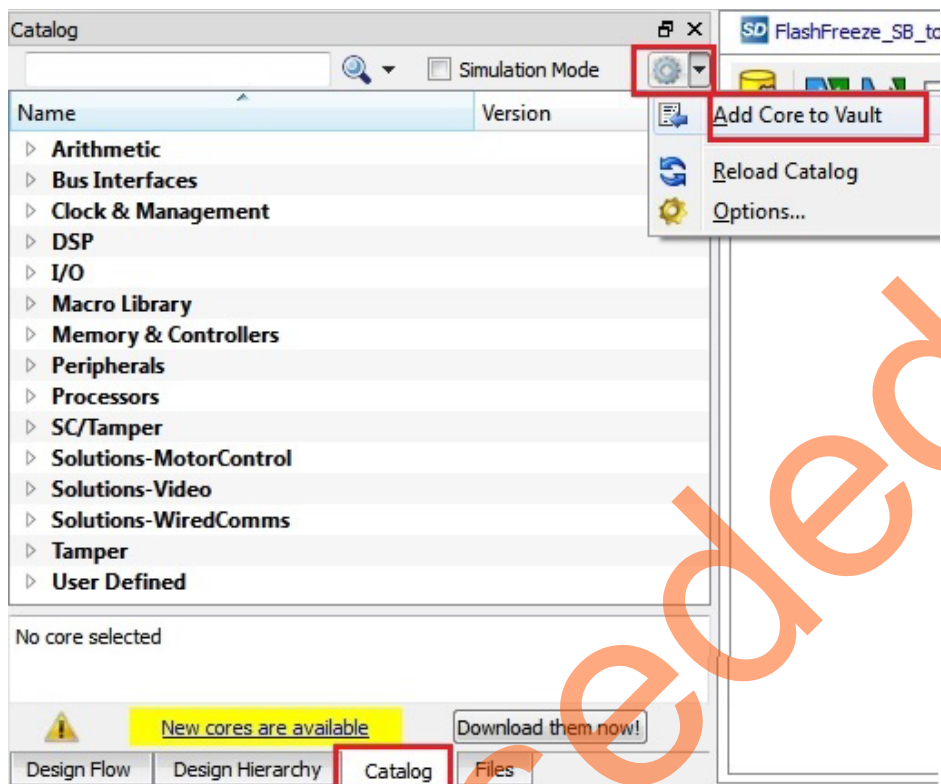 Catalog
SD FlashFreeze_SB_to
Simulation Mode
Name Version
Add Core to Vault
Reload Catalog
Options...
Arithmetic
Bus Interfaces
Clock & Management
DSP
I/O
Macro Library
Memory & Controllers
Peripherals
Processors
SC/Tamper
Solutions-MotorControl
Solutions-Video
Solutions-WiredComms
Tamper
User Defined
No core selected
New cores are available Download them now!
Design Flow Design Hierarchy Catalog Files
ceded